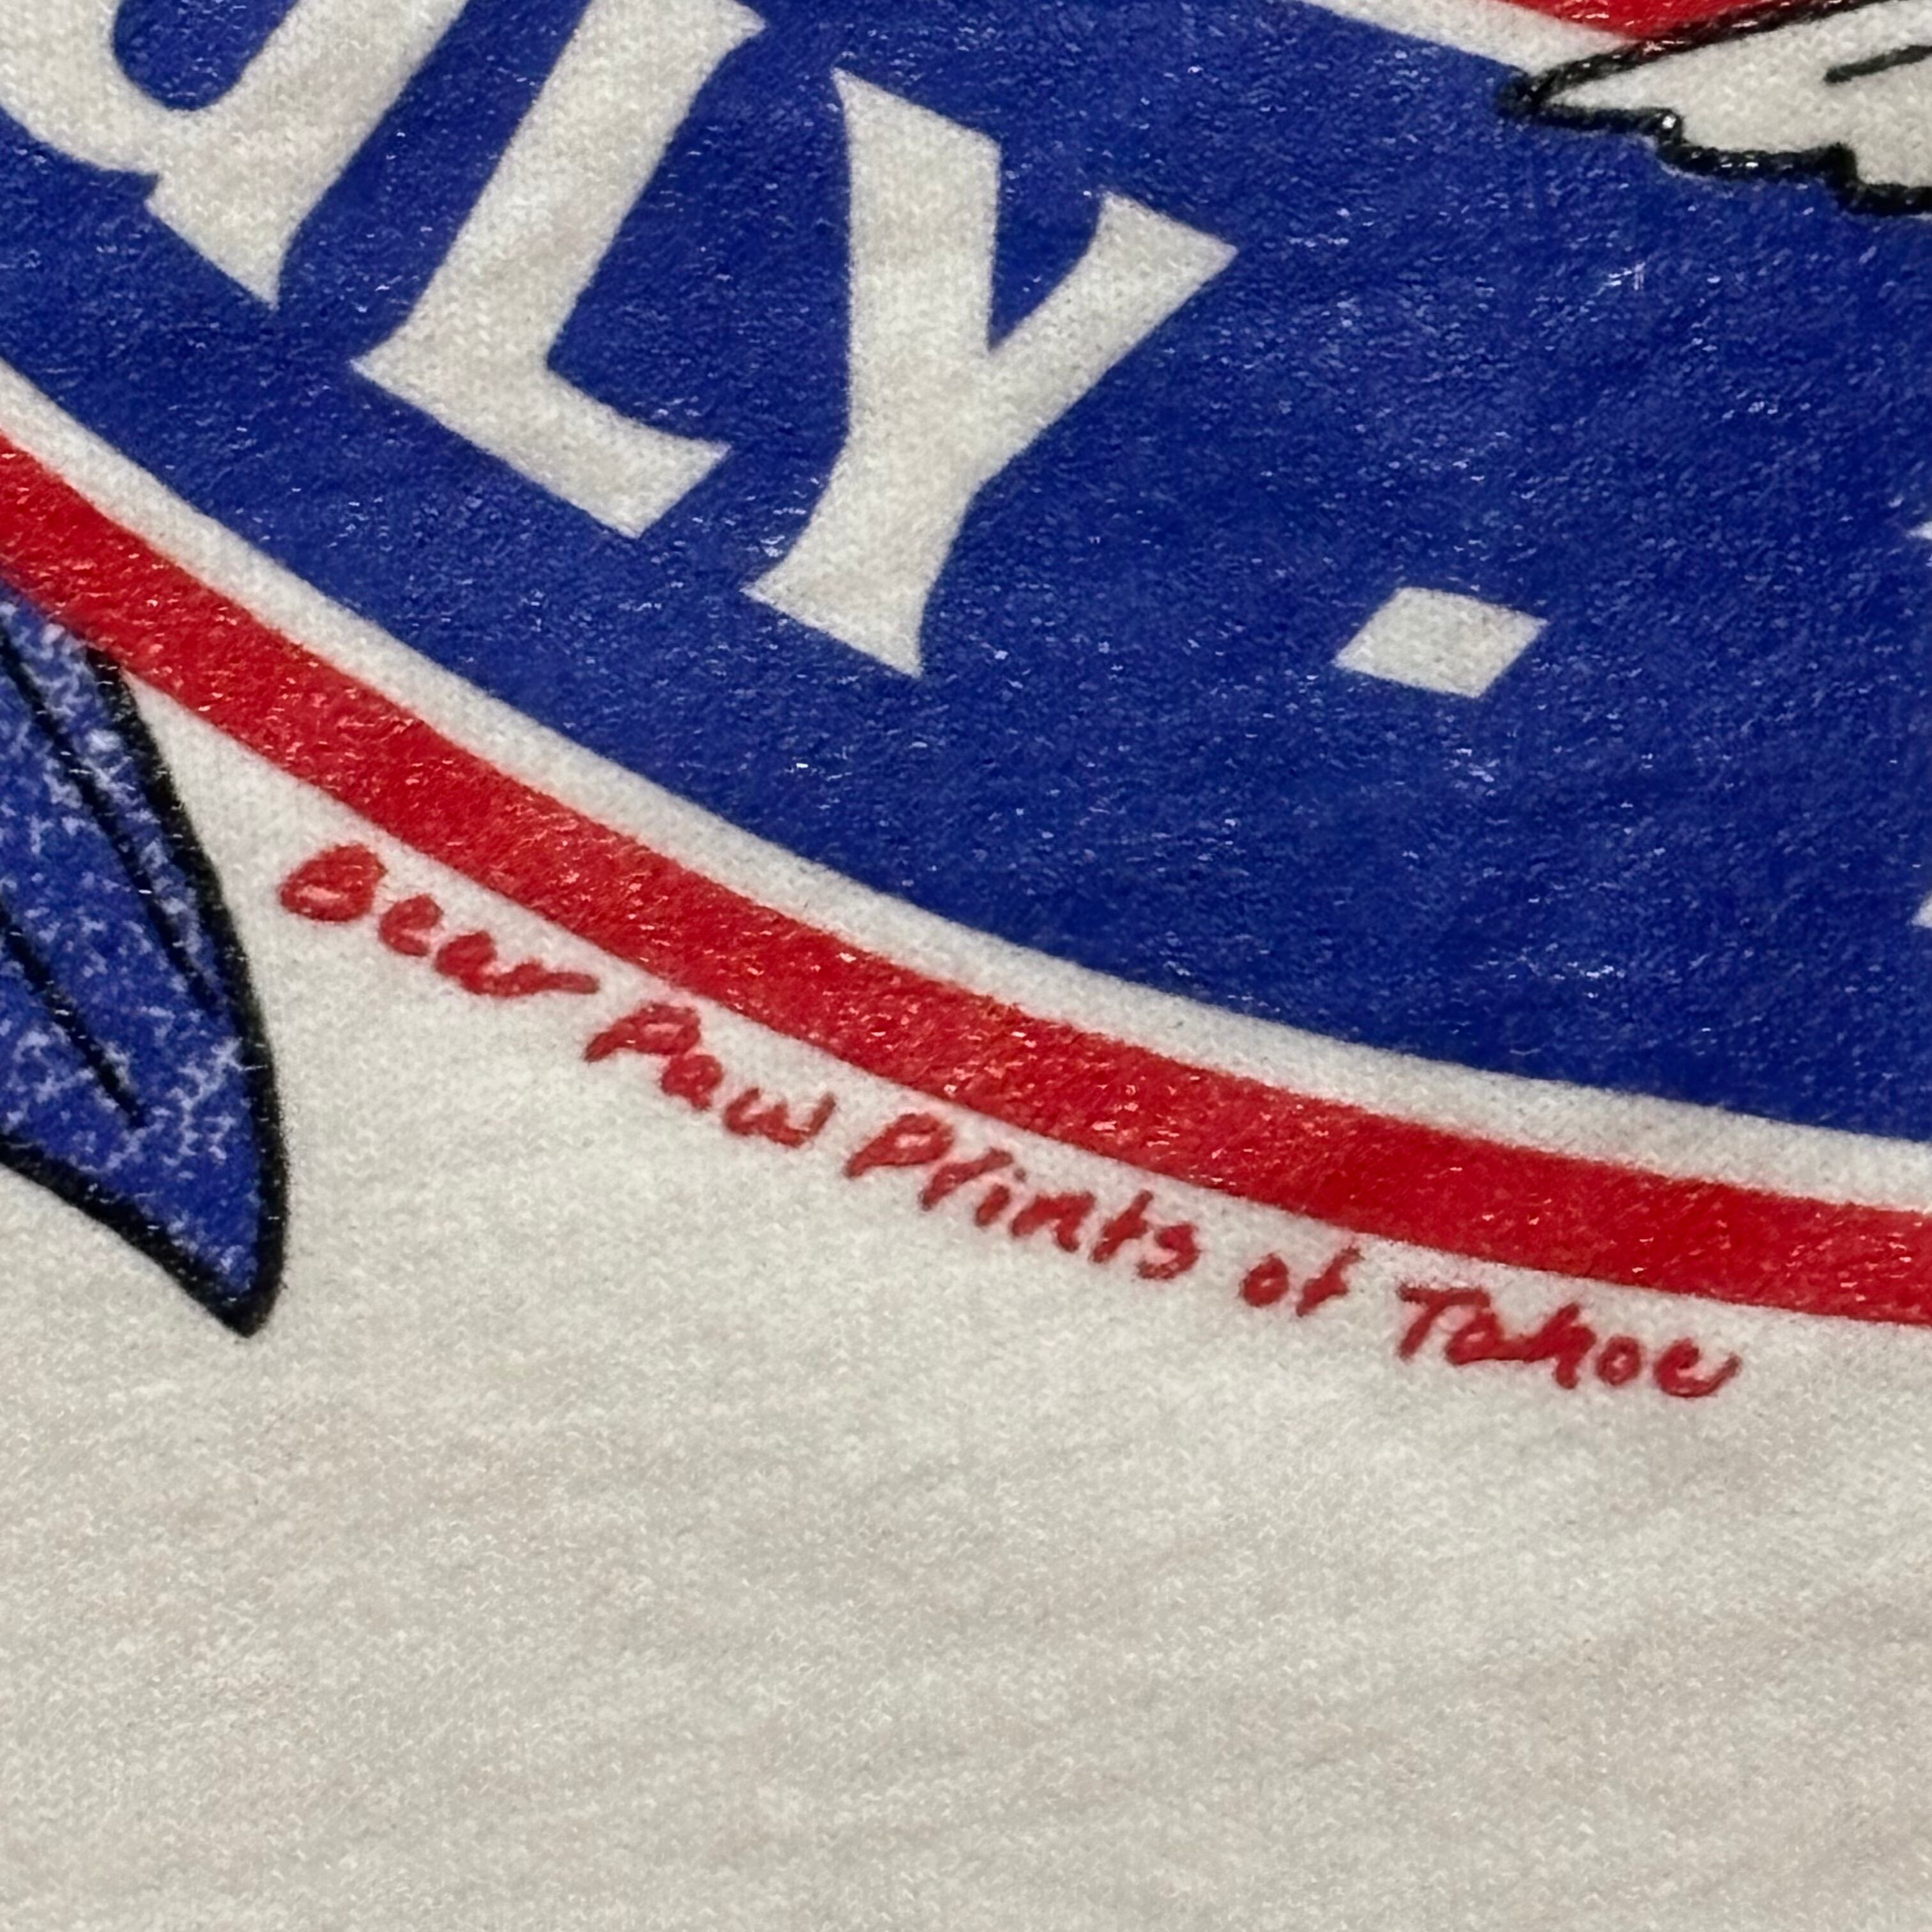 LY .
Bear Paw Prints of Tahoe